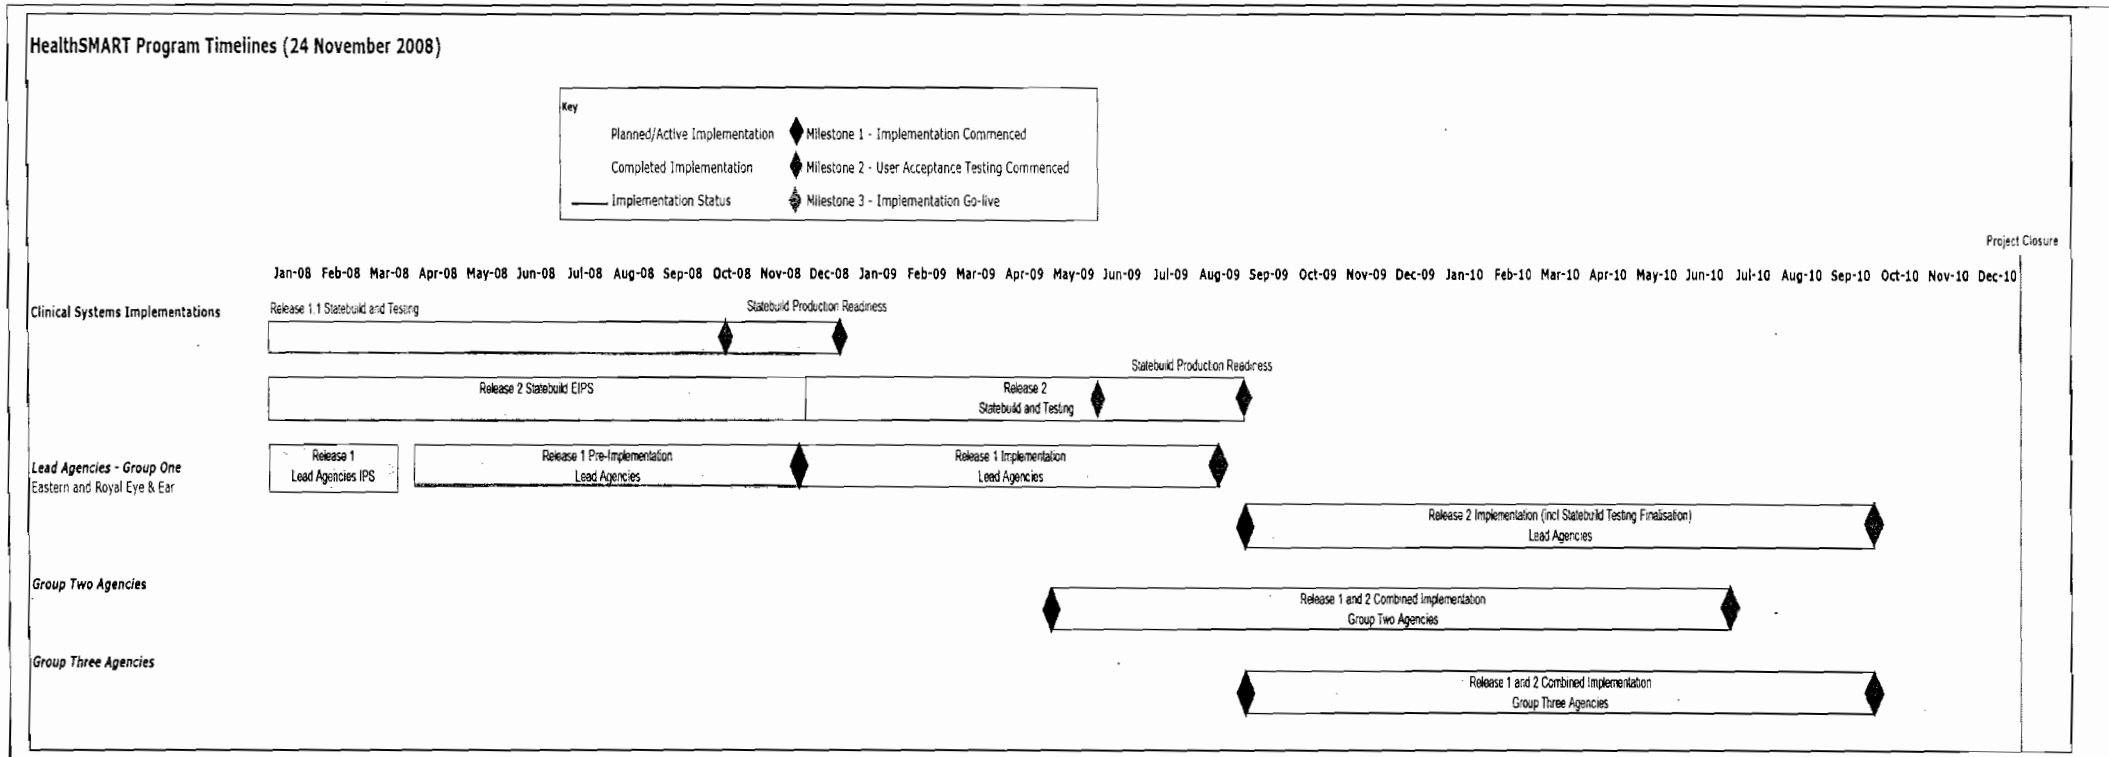 HealthSMART Program Timelines (24 November 2008)
Key
Planned/Active Implementation
Milestone 1 - Implementation Commenced
Completed Implementation
Milestone 2 - User Acceptance Testing Commenced
Implementation Status
Milestone 3 - Implementation Go-live
Project Closure
Jan-08 Feb-08 Mar-08 Apr-08 May-08 Jun-08 Jul-08 Aug-08 Sep-08 Oct-08 Nov-08 Dec-08 Jan-09 Feb-09 Mar-09 Apr-09 May-09 Jun-09 Jul-09 Aug-09 Sep-09 Oct-09 Nov-09 Dec-09 Jan-10 Feb-10 Mar-10 Apr-10 May-10 Jun-10 Jul-10 Aug-10 Sep-10 Oct-10 Nov-10 Dec-10
Clinical Systems Implementations
Release 1.1 Statebuild and Testing
Statebuild Production Readiness
Statebuild Production Readiness
Release 2 Statebuild EIPS
Release 2
Statebuild and Testing
Lead Agencies - Group One
Eastern and Royal Eye & Ear
Release 1
Lead Agencies IPS
Release 1 Pre-Implementation
Lead Agencies
Release 1 Implementation
Lead Agencies
Release 2 Implementation (incl Statebuild Testing Finalisation)
Lead Agencies
Group Two Agencies
Release 1 and 2 Combined Implementation
Group Two Agencies
Group Three Agencies
Release 1 and 2 Combined Implementation
Group Three Agencies